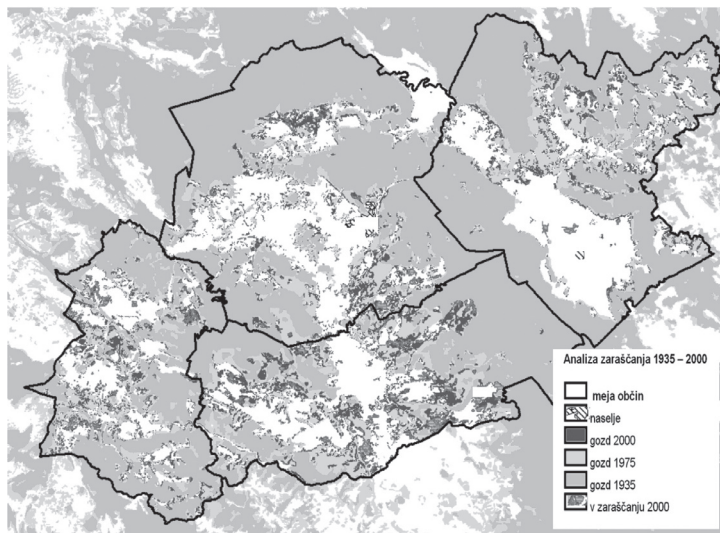 Analiza zaraščanja 1935 – 2000
meja občin
naselje
gozd 2000
gozd 1975
gozd 1935
v zaraščanju 2000